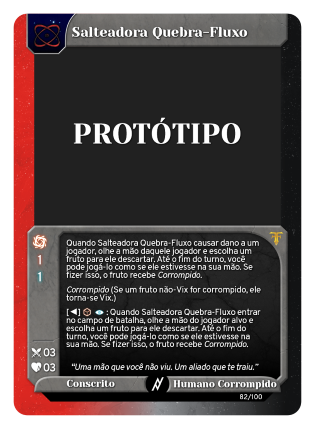 Salteadora Quebra-Fluxo
PROTÓTIPO
Quando Salteadora Quebra-Fluxo causar dano a um
jogador, olhe a mão daquele jogador e escolha um
fruto para ele descartar. Até o fim do turno, você
pode jogá-lo como se ele estivesse na sua mão. Se
fizer isso, o fruto recebe Corrompido.
1
1
Corrompido (Se um fruto não-Vix for corrompido, ele
torna-se Vix.)
[◄] : Quando Salteadora Quebra-Fluxo entrar
no campo de batalha, olhe a mão do jogador alvo e
escolha um fruto para ele descartar. Até o fim do
turno, você pode jogá-lo como se ele estivesse na
sua mão. Se fizer isso, o fruto recebe Corrompido.
03
03
“Uma mão que você não viu. Um aliado que te traiu.”
Conscrito
Humano Corrompido
82/100